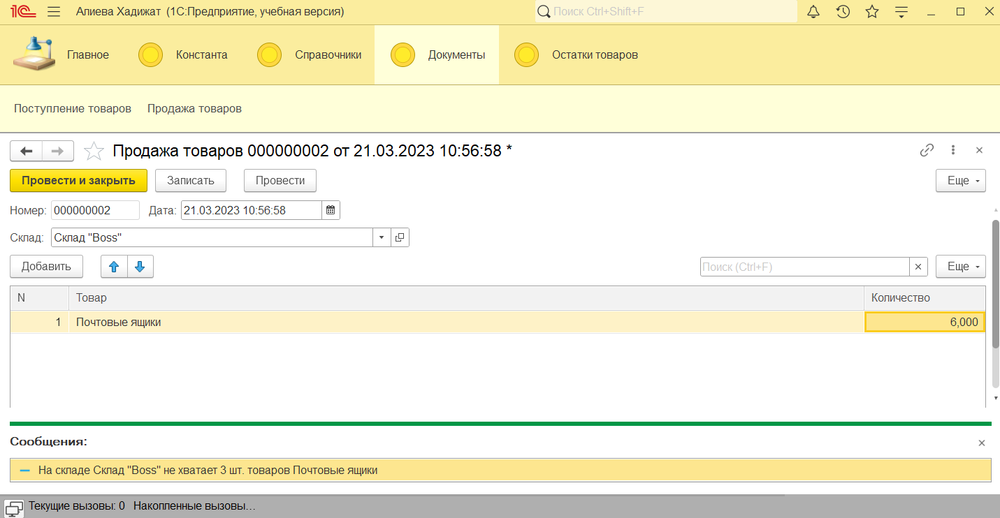 1С Алиева Хадижат (1С:Предприятие, учебная версия) Поиск Ctrl+Shift+F
Главное Константа Справочники Документы Остатки товаров
Поступление товаров Продажа товаров
Продажа товаров 000000002 от 21.03.2023 10:56:58 *
Провести и закрыть Записать Провести Еще
Номер: 000000002 Дата: 21.03.2023 10:56:58
Склад: Склад "Boss"
Добавить Поиск (Ctrl+F) Еще
N Товар Количество
1 Почтовые ящики 6,000
Сообщения:
На складе Склад "Boss" не хватает 3 шт. товаров Почтовые ящики
Текущие вызовы: 0 Накопленные вызовы…